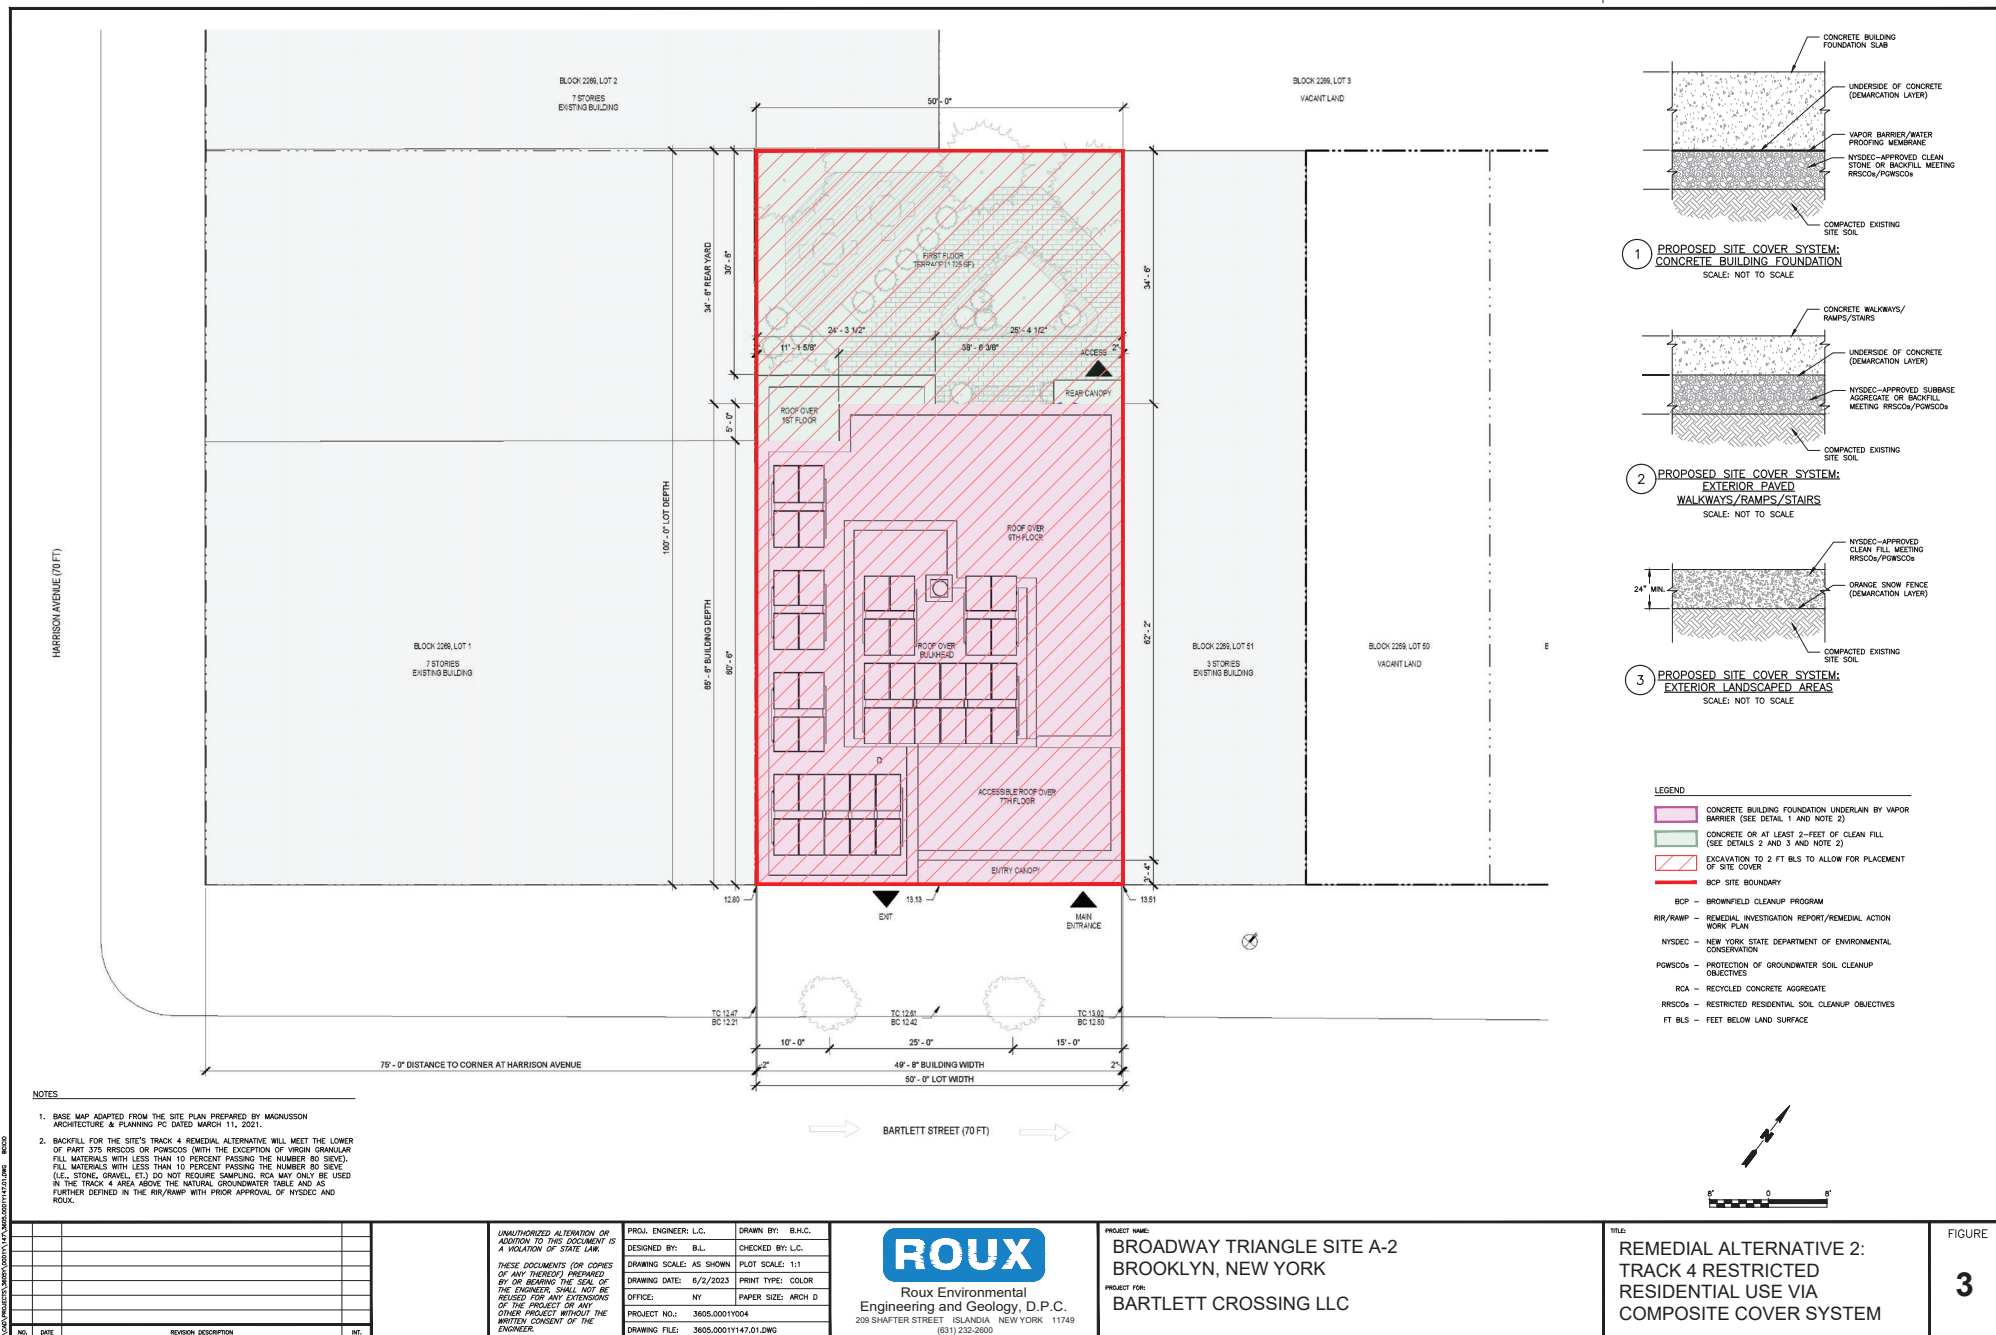 BLOCK 2269, LOT 2
7 STORIES
EXISTING BUILDING
BLOCK 2269, LOT 3
VACANT LAND
50' - 0"
34' - 6" REAR YARD
30' - 6"
34' - 6"
FIRST FLOOR
TERRACE (1,725 SF)
24' - 3 1/2"
25' - 4 1/2"
11' - 1 5/8"
38' - 6 3/8"
2"
ACCESS
REAR CANOPY
ROOF OVER
1ST FLOOR
5' - 0"
100' - 0" LOT DEPTH
65' - 6" BUILDING DEPTH
60' - 6"
62' - 2"
3' - 4"
ROOF OVER
9TH FLOOR
ROOF OVER
BULKHEAD
D
ACCESSIBLE ROOF OVER
7TH FLOOR
ENTRY CANOPY
HARRISON AVENUE (70 FT)
BLOCK 2269, LOT 1
7 STORIES
EXISTING BUILDING
BLOCK 2269, LOT 51
3 STORIES
EXISTING BUILDING
BLOCK 2269, LOT 50
VACANT LAND
12.80
13.13
13.51
EXIT
MAIN
ENTRANCE
TC 12.47
BC 12.21
TC 12.61
BC 12.42
TC 13.02
BC 12.60
10' - 0"
25' - 0"
15' - 0"
75' - 0" DISTANCE TO CORNER AT HARRISON AVENUE
2"
49' - 8" BUILDING WIDTH
2"
50' - 0" LOT WIDTH
BARTLETT STREET (70 FT)
CONCRETE BUILDING
FOUNDATION SLAB
UNDERSIDE OF CONCRETE
(DEMARCATION LAYER)
VAPOR BARRIER/WATER
PROOFING MEMBRANE
NYSDEC-APPROVED CLEAN
STONE OR BACKFILL MEETING
RRSCOs/PGWSCOs
COMPACTED EXISTING
SITE SOIL
1 PROPOSED SITE COVER SYSTEM:
CONCRETE BUILDING FOUNDATION
SCALE: NOT TO SCALE
CONCRETE WALKWAYS/
RAMPS/STAIRS
UNDERSIDE OF CONCRETE
(DEMARCATION LAYER)
NYSDEC-APPROVED SUBBASE
AGGREGATE OR BACKFILL
MEETING RRSCOs/PGWSCOs
COMPACTED EXISTING
SITE SOIL
2 PROPOSED SITE COVER SYSTEM:
EXTERIOR PAVED
WALKWAYS/RAMPS/STAIRS
SCALE: NOT TO SCALE
NYSDEC-APPROVED
CLEAN FILL MEETING
RRSCOs/PGWSCOs
24" MIN.
ORANGE SNOW FENCE
(DEMARCATION LAYER)
COMPACTED EXISTING
SITE SOIL
3 PROPOSED SITE COVER SYSTEM:
EXTERIOR LANDSCAPED AREAS
SCALE: NOT TO SCALE
LEGEND
CONCRETE BUILDING FOUNDATION UNDERLAIN BY VAPOR
BARRIER (SEE DETAIL 1 AND NOTE 2)
CONCRETE OR AT LEAST 2-FEET OF CLEAN FILL
(SEE DETAILS 2 AND 3 AND NOTE 2)
EXCAVATION TO 2 FT BLS TO ALLOW FOR PLACEMENT
OF SITE COVER
BCP SITE BOUNDARY
BCP - BROWNFIELD CLEANUP PROGRAM
RIR/RAWP - REMEDIAL INVESTIGATION REPORT/REMEDIAL ACTION
WORK PLAN
NYSDEC - NEW YORK STATE DEPARTMENT OF ENVIRONMENTAL
CONSERVATION
PGWSCOs - PROTECTION OF GROUNDWATER SOIL CLEANUP
OBJECTIVES
RCA - RECYCLED CONCRETE AGGREGATE
RRSCOs - RESTRICTED RESIDENTIAL SOIL CLEANUP OBJECTIVES
FT BLS - FEET BELOW LAND SURFACE
N
8' 0 8'
NOTES
1. BASE MAP ADAPTED FROM THE SITE PLAN PREPARED BY MAGNUSSON
ARCHITECTURE & PLANNING PC DATED MARCH 11, 2021.
2. BACKFILL FOR THE SITE'S TRACK 4 REMEDIAL ALTERNATIVE WILL MEET THE LOWER
OF PART 375 RRSCOS OR PGWSCOS (WITH THE EXCEPTION OF VIRGIN GRANULAR
FILL MATERIALS WITH LESS THAN 10 PERCENT PASSING THE NUMBER 80 SIEVE).
FILL MATERIALS WITH LESS THAN 10 PERCENT PASSING THE NUMBER 80 SIEVE
(I.E., STONE, GRAVEL, ET.) DO NOT REQUIRE SAMPLING. RCA MAY ONLY BE USED
IN THE TRACK 4 AREA ABOVE THE NATURAL GROUNDWATER TABLE AND AS
FURTHER DEFINED IN THE RIR/RAWP WITH PRIOR APPROVAL OF NYSDEC AND
ROUX.
NO. DATE REVISION DESCRIPTION INT.
UNAUTHORIZED ALTERATION OR
ADDITION TO THIS DOCUMENT IS
A VIOLATION OF STATE LAW.
THESE DOCUMENTS (OR COPIES
OF ANY THEREOF) PREPARED
BY OR BEARING THE SEAL OF
THE ENGINEER, SHALL NOT BE
REUSED FOR ANY EXTENSIONS
OF THE PROJECT OR ANY
OTHER PROJECT WITHOUT THE
WRITTEN CONSENT OF THE
ENGINEER.
PROJ. ENGINEER: L.C. DRAWN BY: B.H.C.
DESIGNED BY: B.L. CHECKED BY: L.C.
DRAWING SCALE: AS SHOWN PLOT SCALE: 1:1
DRAWING DATE: 6/2/2023 PRINT TYPE: COLOR
OFFICE: NY PAPER SIZE: ARCH D
PROJECT NO.: 3605.0001Y004
DRAWING FILE: 3605.0001Y147.01.DWG
ROUX
Roux Environmental
Engineering and Geology, D.P.C.
209 SHAFTER STREET ISLANDIA NEW YORK 11749
(631) 232-2600
PROJECT NAME:
BROADWAY TRIANGLE SITE A-2
BROOKLYN, NEW YORK
PROJECT FOR:
BARTLETT CROSSING LLC
TITLE:
REMEDIAL ALTERNATIVE 2:
TRACK 4 RESTRICTED
RESIDENTIAL USE VIA
COMPOSITE COVER SYSTEM
FIGURE
3